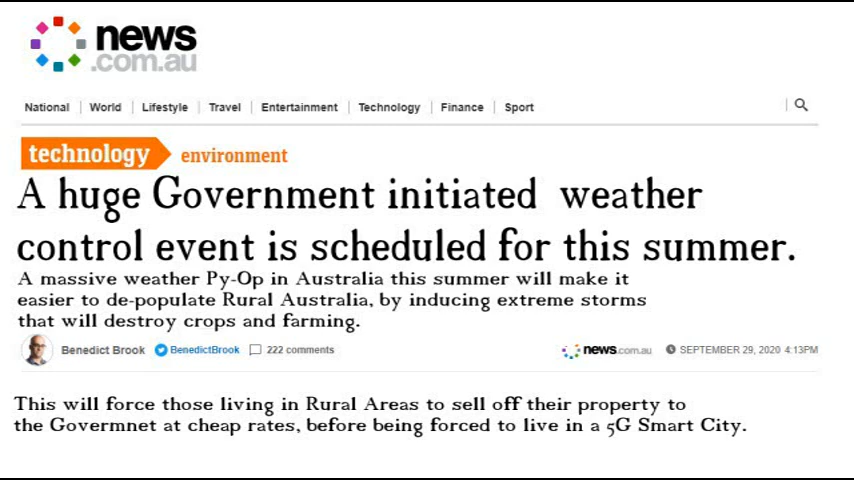 news
.com.au
National World Lifestyle Travel Entertainment Technology Finance Sport
technology environment
A huge Government initiated weather
control event is scheduled for this summer.
A massive weather Py-Op in Australia this summer will make it
easier to de-populate Rural Australia, by inducing extreme storms
that will destroy crops and farming.
Benedict Brook BenedictBrook 222 comments news.com.au SEPTEMBER 29, 2020 4:13PM
This will force those living in Rural Areas to sell off their property to
the Govermnet at cheap rates, before being forced to live in a 5G Smart City.